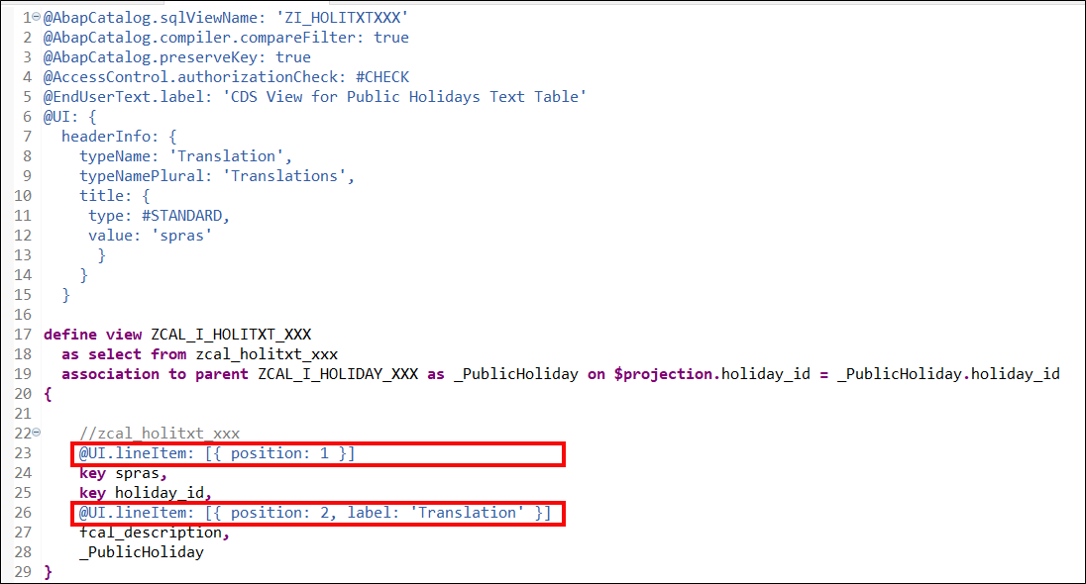 1 @AbapCatalog.sqlViewName: 'ZI_HOLITXTXXX'
2 @AbapCatalog.compiler.compareFilter: true
3 @AbapCatalog.preserveKey: true
4 @AccessControl.authorizationCheck: #CHECK
5 @EndUserText.label: 'CDS View for Public Holidays Text Table'
6 @UI: {
7   headerInfo: {
8     typeName: 'Translation',
9     typeNamePlural: 'Translations',
10     title: {
11      type: #STANDARD,
12      value: 'spras'
13       }
14     }
15   }
16
17 define view ZCAL_I_HOLITXT_XXX
18   as select from zcal_holitxt_xxx
19   association to parent ZCAL_I_HOLIDAY_XXX as _PublicHoliday on $projection.holiday_id = _PublicHoliday.holiday_id
20 {
21
22     //zcal_holitxt_xxx
23     @UI.lineItem: [{ position: 1 }]
24     key spras,
25     key holiday_id,
26     @UI.lineItem: [{ position: 2, label: 'Translation' }]
27     fcal_description,
28     _PublicHoliday
29 }